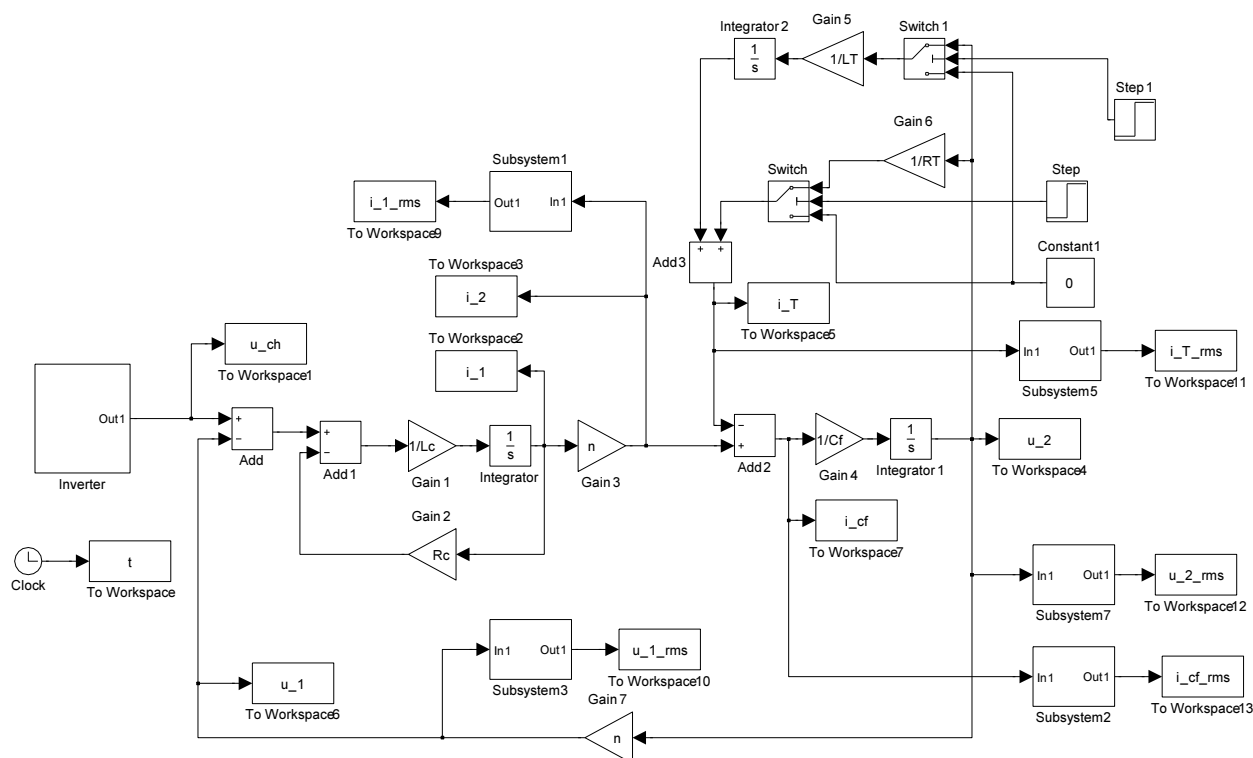 Gain 5
Integrator 2
Switch 1
1
s
1/LT
Step 1
Gain 6
1/RT
Subsystem1
Switch
Step
i_1_rms
Out1
In1
To Workspace9
Constant1
0
Add3
+
+
To Workspace3
i_2
i_T
To Workspace5
u_ch
To Workspace1
To Workspace2
i_1
In1
Out1
Subsystem5
i_T_rms
To Workspace11
Out1
Inverter
+
−
Add
+
−
Add 1
1/Lc
Gain 1
1
s
Integrator
n
Gain 3
−
+
Add2
1/Cf
Gain 4
1
s
Integrator 1
u_2
To Workspace4
Gain 2
Rc
i_cf
To Workspace7
Clock
t
To Workspace
In1
Out1
Subsystem7
u_2_rms
To Workspace12
In1
Out1
Subsystem3
u_1_rms
To Workspace10
u_1
To Workspace6
In1
Out1
Subsystem2
i_cf_rms
To Workspace13
Gain 7
n